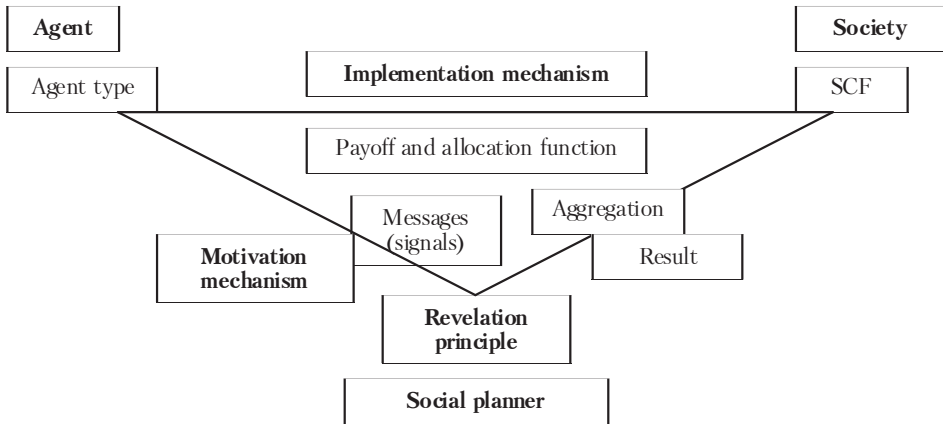 Agent
Society
Implementation mechanism
Agent type
SCF
Payoff and allocation function
Messages
(signals)
Aggregation
Motivation
mechanism
Result
Revelation
principle
Social planner